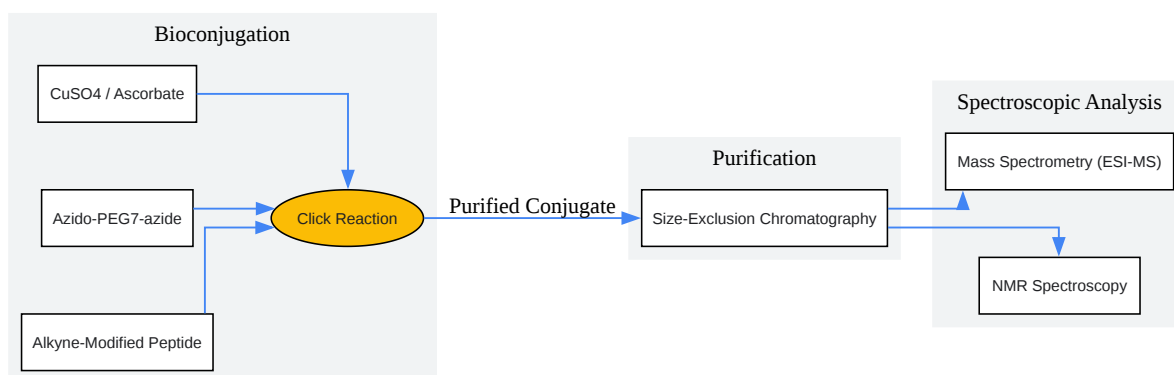 Bioconjugation
CuSO4 / Ascorbate
Azido-PEG7-azide
Alkyne-Modified Peptide
Click Reaction
Purified Conjugate
Purification
Size-Exclusion Chromatography
Spectroscopic Analysis
Mass Spectrometry (ESI-MS)
NMR Spectroscopy